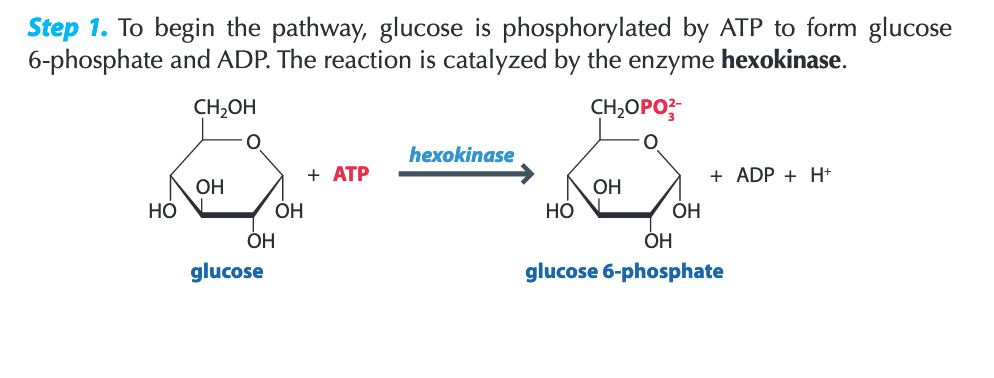 Step 1. To begin the pathway, glucose is phosphorylated by ATP to form glucose
6-phosphate and ADP. The reaction is catalyzed by the enzyme hexokinase.
CH₂OH
O
OH
HO
OH
OH
glucose
+ ATP
hexokinase
CH₂OPO₃²⁻
O
OH
HO
OH
OH
glucose 6-phosphate
+ ADP + H⁺